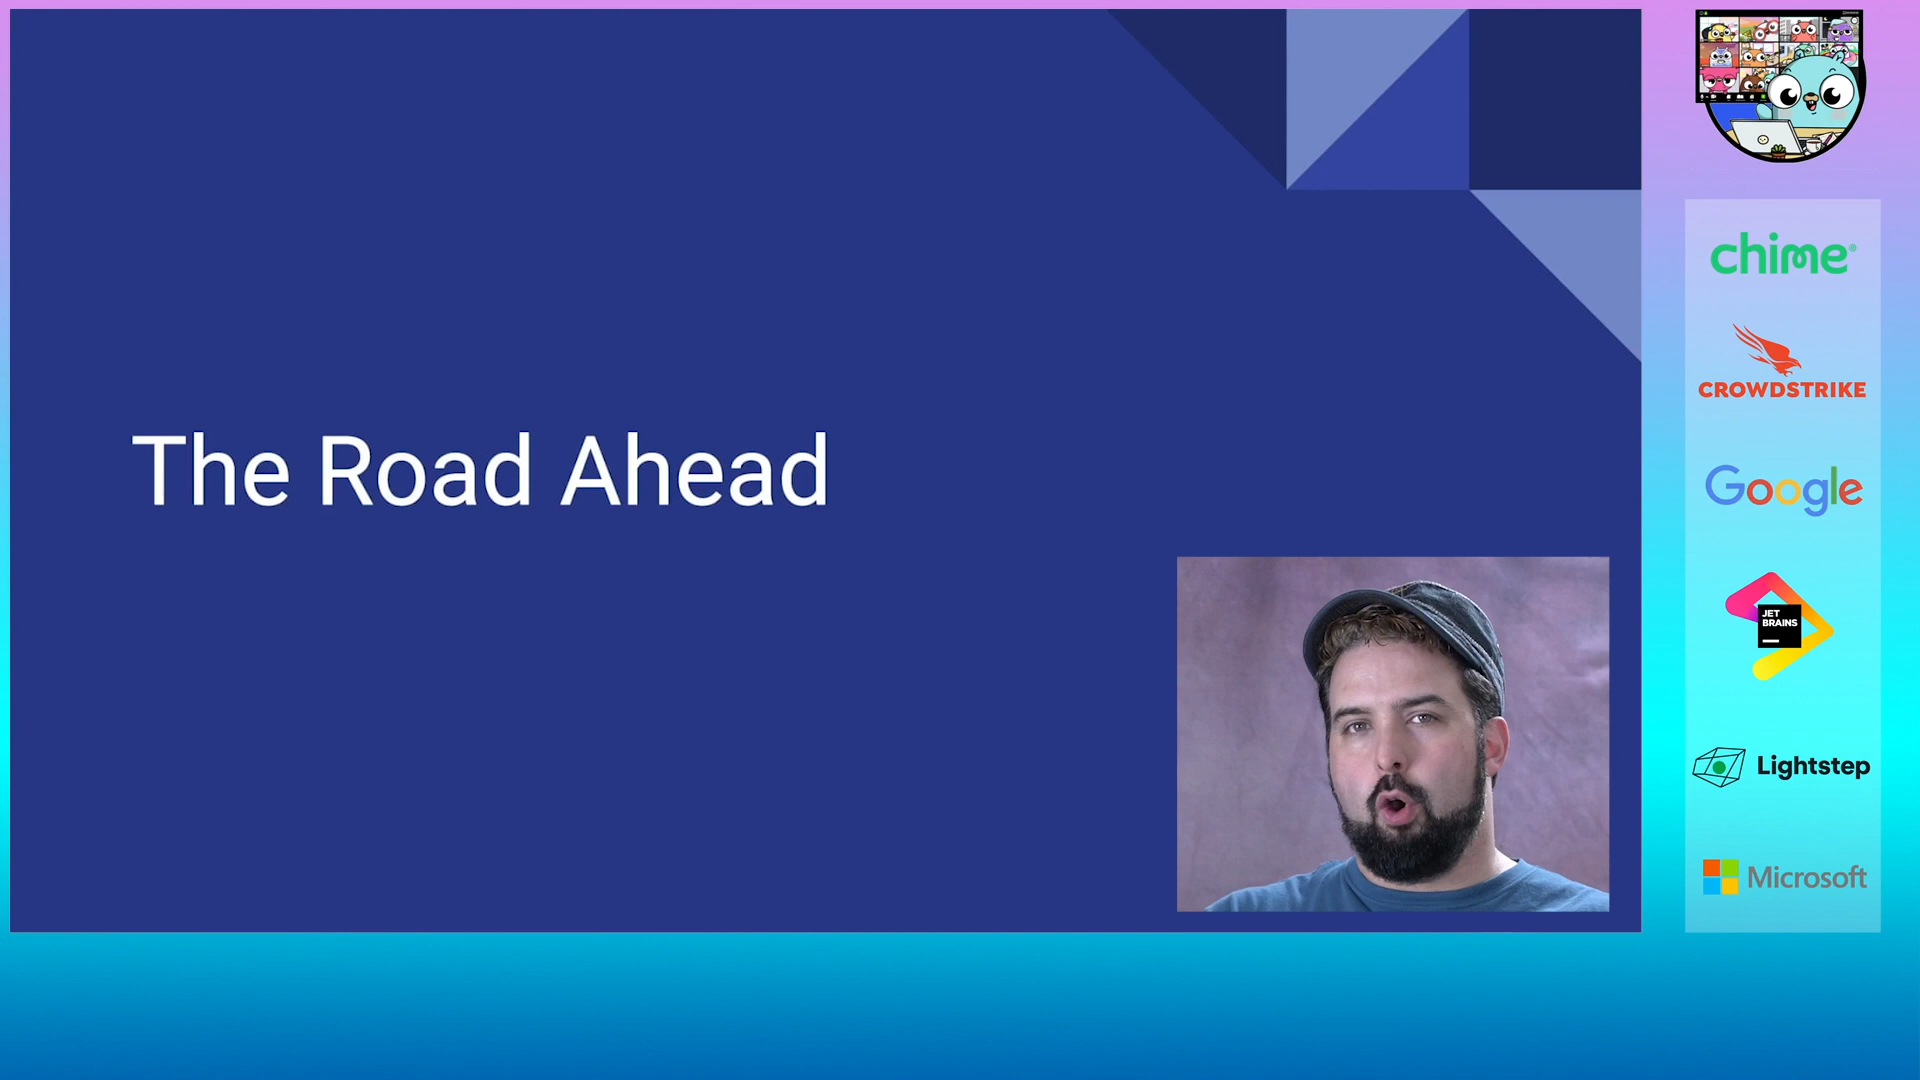 The Road Ahead
chime®
CROWDSTRIKE
Google
JET
BRAINS
Lightstep
Microsoft